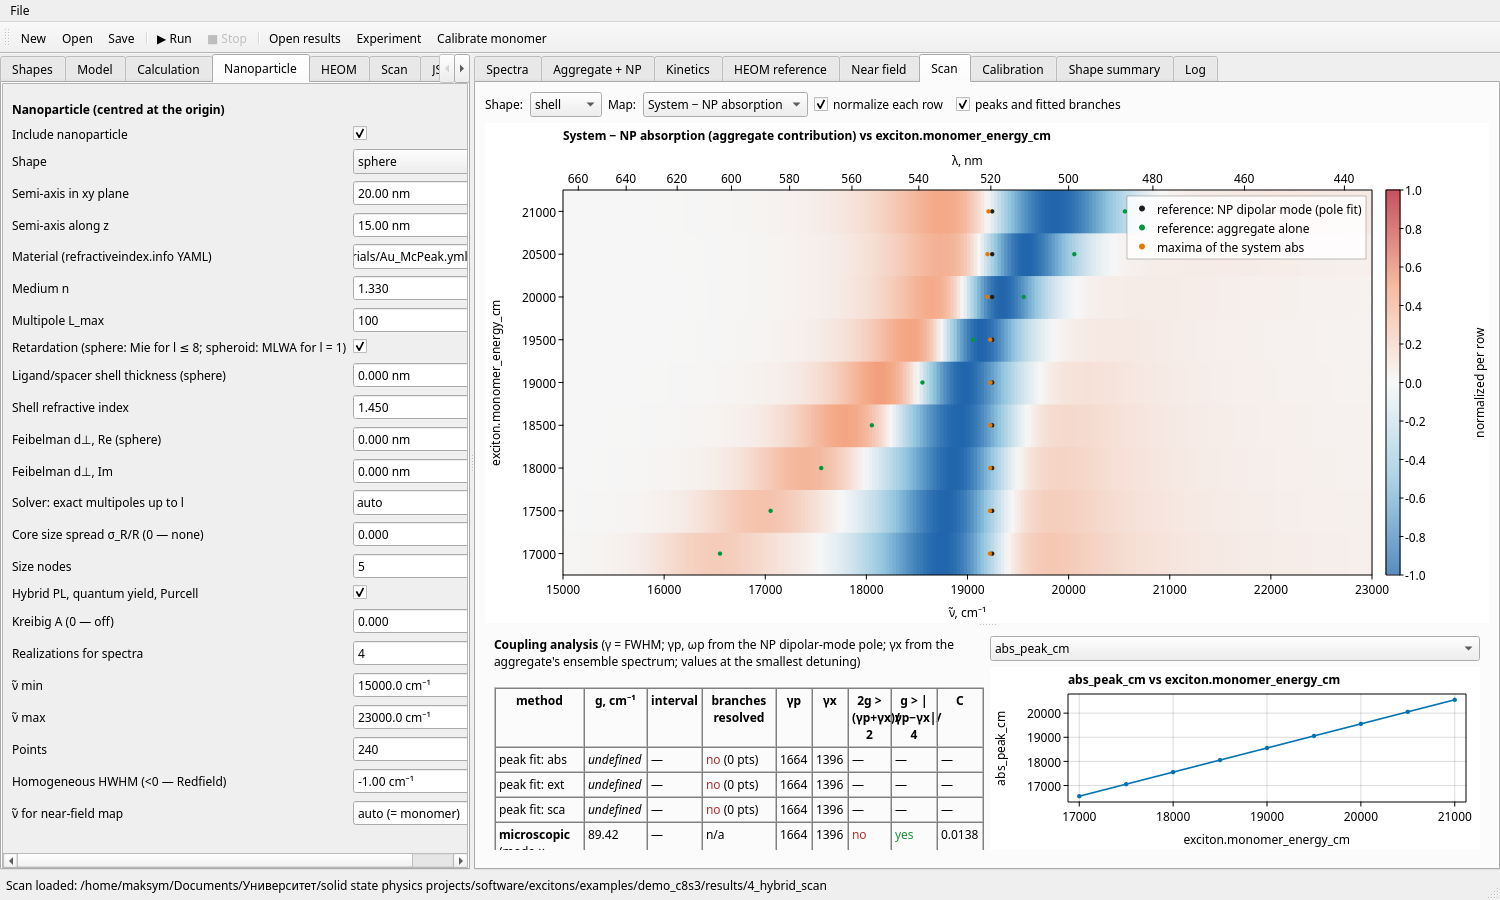 File
New Open Save ▶ Run Stop Open results Experiment Calibrate monomer
Shapes Model Calculation Nanoparticle HEOM Scan
Nanoparticle (centred at the origin)
Include nanoparticle
Shape sphere
Semi-axis in xy plane 20.00 nm
Semi-axis along z 15.00 nm
Material (refractiveindex.info YAML) rials/Au_McPeak.yml
Medium n 1.330
Multipole L_max 100
Retardation (sphere: Mie for l ≤ 8; spheroid: MLWA for l = 1)
Ligand/spacer shell thickness (sphere) 0.000 nm
Shell refractive index 1.450
Feibelman d⊥, Re (sphere) 0.000 nm
Feibelman d⊥, Im 0.000 nm
Solver: exact multipoles up to l auto
Core size spread σ_R/R (0 — none) 0.000
Size nodes 5
Hybrid PL, quantum yield, Purcell
Kreibig A (0 — off) 0.000
Realizations for spectra 4
ν̃ min 15000.0 cm⁻¹
ν̃ max 23000.0 cm⁻¹
Points 240
Homogeneous HWHM (<0 — Redfield) -1.00 cm⁻¹
ν̃ for near-field map auto (= monomer)
Spectra Aggregate + NP Kinetics HEOM reference Near field Scan Calibration Shape summary Log
Shape: shell Map: System − NP absorption normalize each row peaks and fitted branches
System − NP absorption (aggregate contribution) vs exciton.monomer_energy_cm
λ, nm
660 640 620 600 580 570 560 540 520 500 480 460 440
reference: NP dipolar mode (pole fit)
reference: aggregate alone
maxima of the system abs
exciton.monomer_energy_cm
21000
20500
20000
19500
19000
18500
18000
17500
17000
15000 16000 17000 18000 19000 20000 21000 22000 23000
ν̃, cm⁻¹
1.0
0.8
0.6
0.4
0.2
0.0
-0.2
-0.4
-0.6
-0.8
-1.0
normalized per row
Coupling analysis (γ = FWHM; γp, ωp from the NP dipolar-mode pole; γx from the
aggregate's ensemble spectrum; values at the smallest detuning)
method g, cm⁻¹ interval branches resolved γp γx 2g > (γp+γx)/2 g > |γp−γx|/4 C
peak fit: abs undefined — no (0 pts) 1664 1396 — — —
peak fit: ext undefined — no (0 pts) 1664 1396 — — —
peak fit: sca undefined — no (0 pts) 1664 1396 — — —
microscopic 89.42 — n/a 1664 1396 no yes 0.0138
abs_peak_cm
abs_peak_cm vs exciton.monomer_energy_cm
abs_peak_cm
20000
19000
18000
17000
17000 18000 19000 20000 21000
exciton.monomer_energy_cm
Scan loaded: /home/maksym/Documents/Университет/solid state physics projects/software/excitons/examples/demo_c8s3/results/4_hybrid_scan